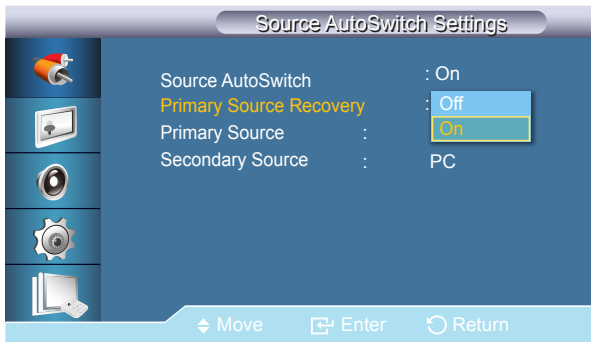 Source AutoSwitch Settings
Source AutoSwitch : On
Primary Source Recovery : Off
On
Primary Source :
Secondary Source : PC
Move Enter Return